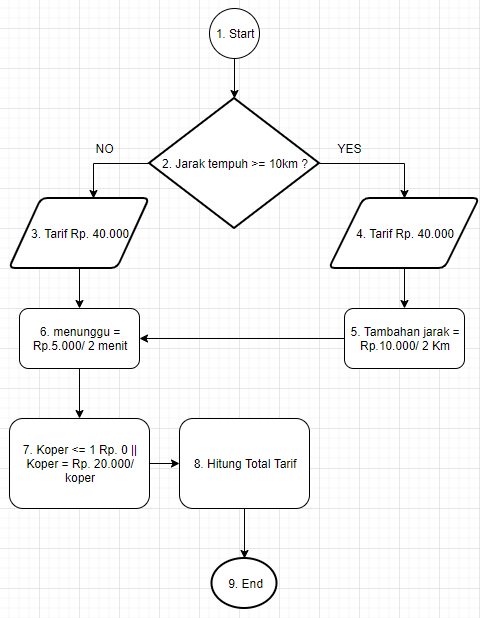 1. Start
2. Jarak tempuh >= 10km ?
NO
YES
3. Tarif Rp. 40.000
4. Tarif Rp. 40.000
6. menunggu =
Rp.5.000/ 2 menit
5. Tambahan jarak =
Rp.10.000/ 2 Km
7. Koper <= 1 Rp. 0 ||
Koper = Rp. 20.000/
koper
8. Hitung Total Tarif
9. End